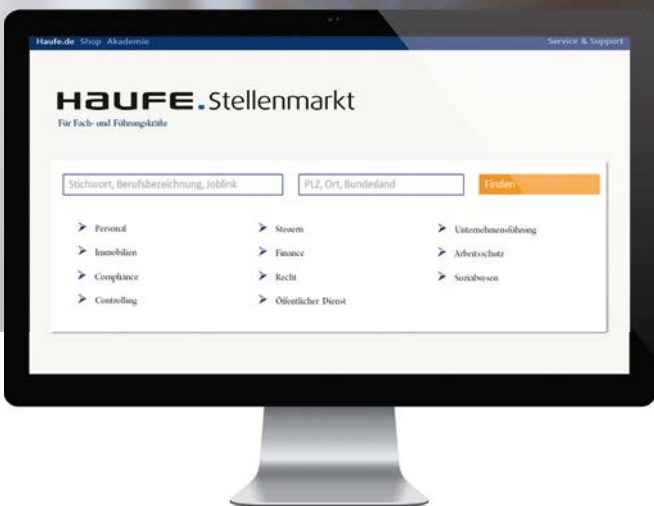 Haufe.de Shop Akademie Service & Support
HAUFE.Stellenmarkt
Für Fach- und Führungskräfte
Stichwort, Berufsbezeichnung, Joblink PLZ, Ort, Bundesland Finden
Personal Steuern Unternehmensführung
Immobilien Finance Arbeitsschutz
Compliance Recht Sozialwesen
Controlling Öffentlicher Dienst